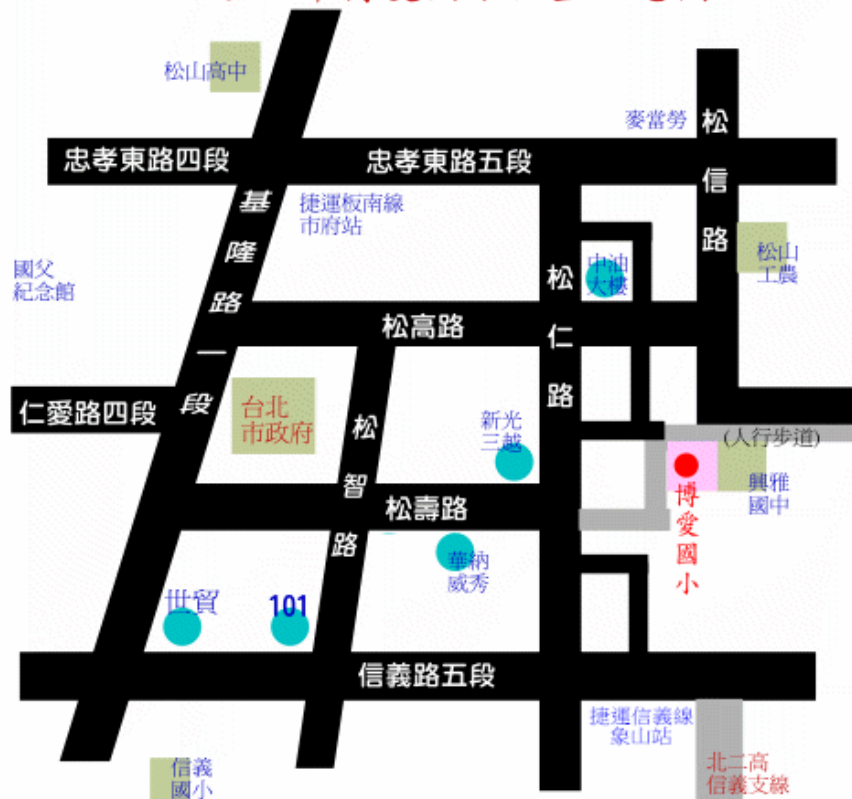 松山高中
麥當勞
松信路
忠孝東路四段
忠孝東路五段
基隆路一段
捷運板南線
市府站
國父
紀念館
中油
大樓
松山
工農
松仁路
松高路
仁愛路四段
台北
市政府
松智路
新光
三越
(人行步道)
興雅
國中
博愛國小
松壽路
華納
威秀
世貿
101
信義路五段
捷運信義線
象山站
信義
國小
北二高
信義支線